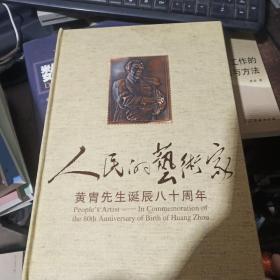 人民的藝術家
黄胄先生诞辰八十周年
People's Artist —— In Commemoration of
the 80th Anniversary of Birth of Huang Zhou
工作的
与方法